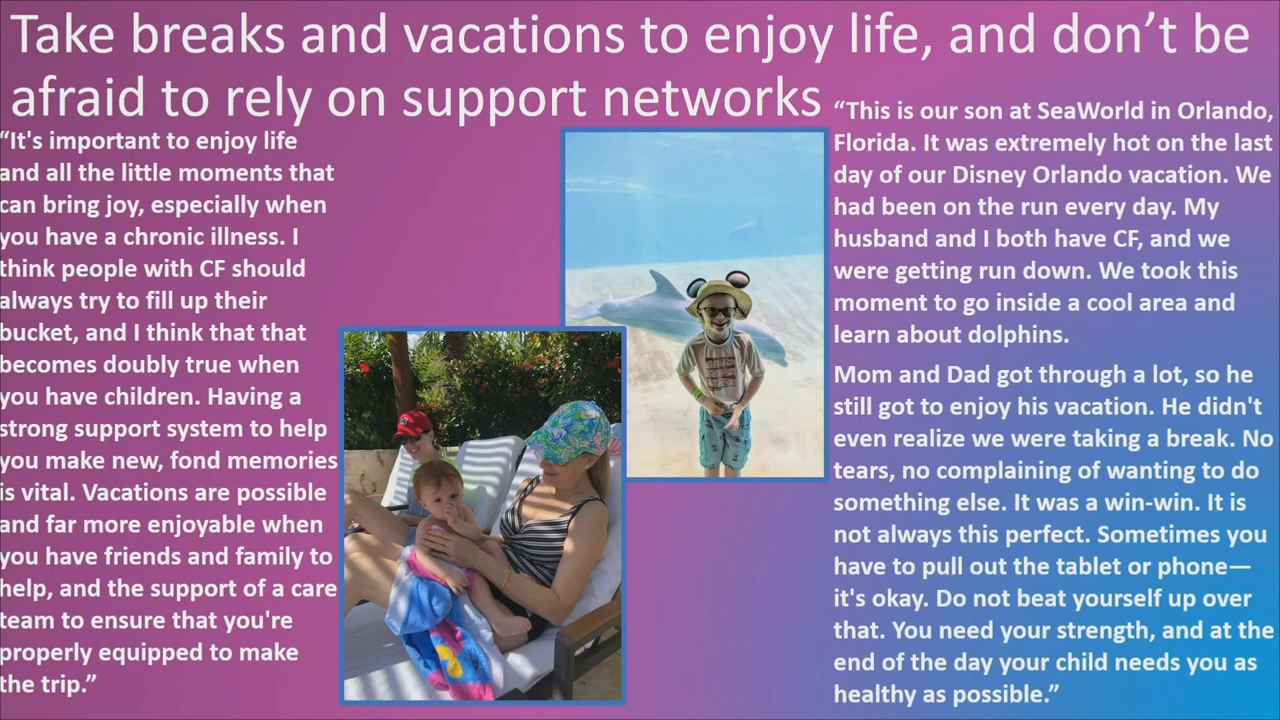 Take breaks and vacations to enjoy life, and don’t be
afraid to rely on support networks
“It's important to enjoy life
and all the little moments that
can bring joy, especially when
you have a chronic illness. I
think people with CF should
always try to fill up their
bucket, and I think that that
becomes doubly true when
you have children. Having a
strong support system to help
you make new, fond memories
is vital. Vacations are possible
and far more enjoyable when
you have friends and family to
help, and the support of a care
team to ensure that you're
properly equipped to make
the trip.”
“This is our son at SeaWorld in Orlando,
Florida. It was extremely hot on the last
day of our Disney Orlando vacation. We
had been on the run every day. My
husband and I both have CF, and we
were getting run down. We took this
moment to go inside a cool area and
learn about dolphins.
Mom and Dad got through a lot, so he
still got to enjoy his vacation. He didn't
even realize we were taking a break. No
tears, no complaining of wanting to do
something else. It was a win-win. It is
not always this perfect. Sometimes you
have to pull out the tablet or phone—
it's okay. Do not beat yourself up over
that. You need your strength, and at the
end of the day your child needs you as
healthy as possible.”